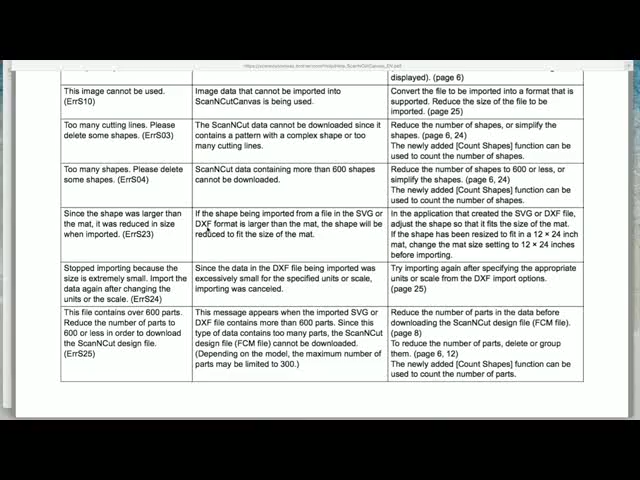 displayed). (page 6)
This image cannot be used.
(ErrS10)
Image data that cannot be imported into
ScanNCutCanvas is being used.
Convert the file to be imported into a format that is
supported. Reduce the size of the file to be
imported. (page 25)
Too many cutting lines. Please
delete some shapes. (ErrS03)
The ScanNCut data cannot be downloaded since it
contains a pattern with a complex shape or too
many cutting lines.
Reduce the number of shapes, or simplify the
shapes. (page 6, 24)
The newly added [Count Shapes] function can be
used to count the number of shapes.
Too many shapes. Please delete
some shapes. (ErrS04)
ScanNCut data containing more than 600 shapes
cannot be downloaded.
Reduce the number of shapes to 600 or less, or
simplify the shapes. (page 6, 24)
The newly added [Count Shapes] function can be
used to count the number of shapes.
Since the shape was larger than
the mat, it was reduced in size
when imported. (ErrS23)
If the shape being imported from a file in the SVG or
DXF format is larger than the mat, the shape will be
reduced to fit the size of the mat.
In the application that created the SVG or DXF file,
adjust the shape so that it fits the size of the mat.
If the shape has been resized to fit in a 12 × 24 inch
mat, change the mat size setting to 12 × 24 inches
before importing.
Stopped importing because the
size is extremely small. Import the
data again after changing the
units or the scale. (ErrS24)
Since the data in the DXF file being imported was
excessively small for the specified units or scale,
importing was canceled.
Try importing again after specifying the appropriate
units or scale from the DXF import options.
(page 25)
This file contains over 600 parts.
Reduce the number of parts to
600 or less in order to download
the ScanNCut design file.
(ErrS25)
This message appears when the imported SVG or
DXF file contains more than 600 parts. Since this
type of data contains too many parts, the ScanNCut
design file (FCM file) cannot be downloaded.
(Depending on the model, the maximum number of
parts may be limited to 300.)
Reduce the number of parts in the data before
downloading the ScanNCut design file (FCM file).
(page 8)
To reduce the number of parts, delete or group
them. (page 6, 12)
The newly added [Count Shapes] function can be
used to count the number of parts.